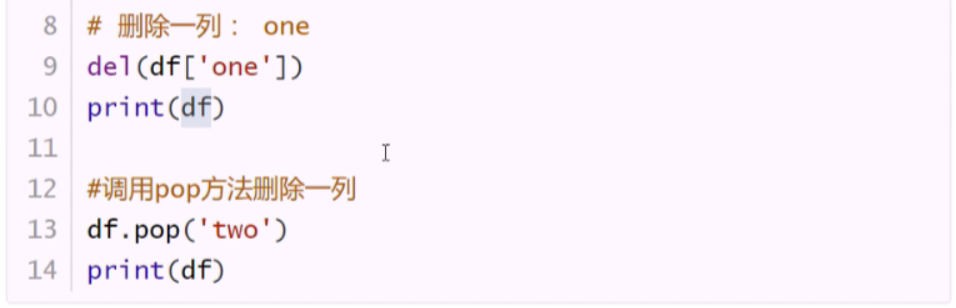 8 # 删除一列： one
9 del(df['one'])
10 print(df)
11
12 #调用pop方法删除一列
13 df.pop('two')
14 print(df)